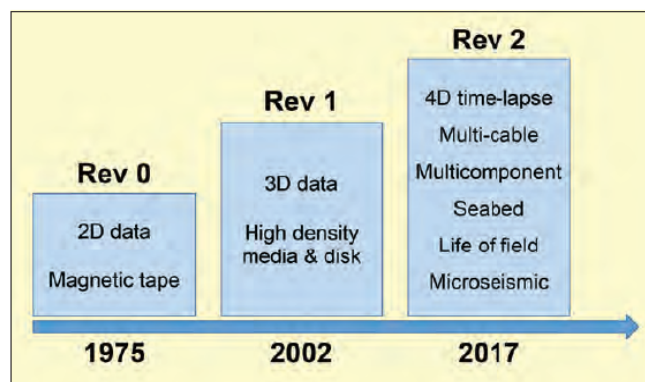 Rev 0
2D data
Magnetic tape
1975
Rev 1
3D data
High density
media & disk
2002
Rev 2
4D time-lapse
Multi-cable
Multicomponent
Seabed
Life of field
Microseismic
2017